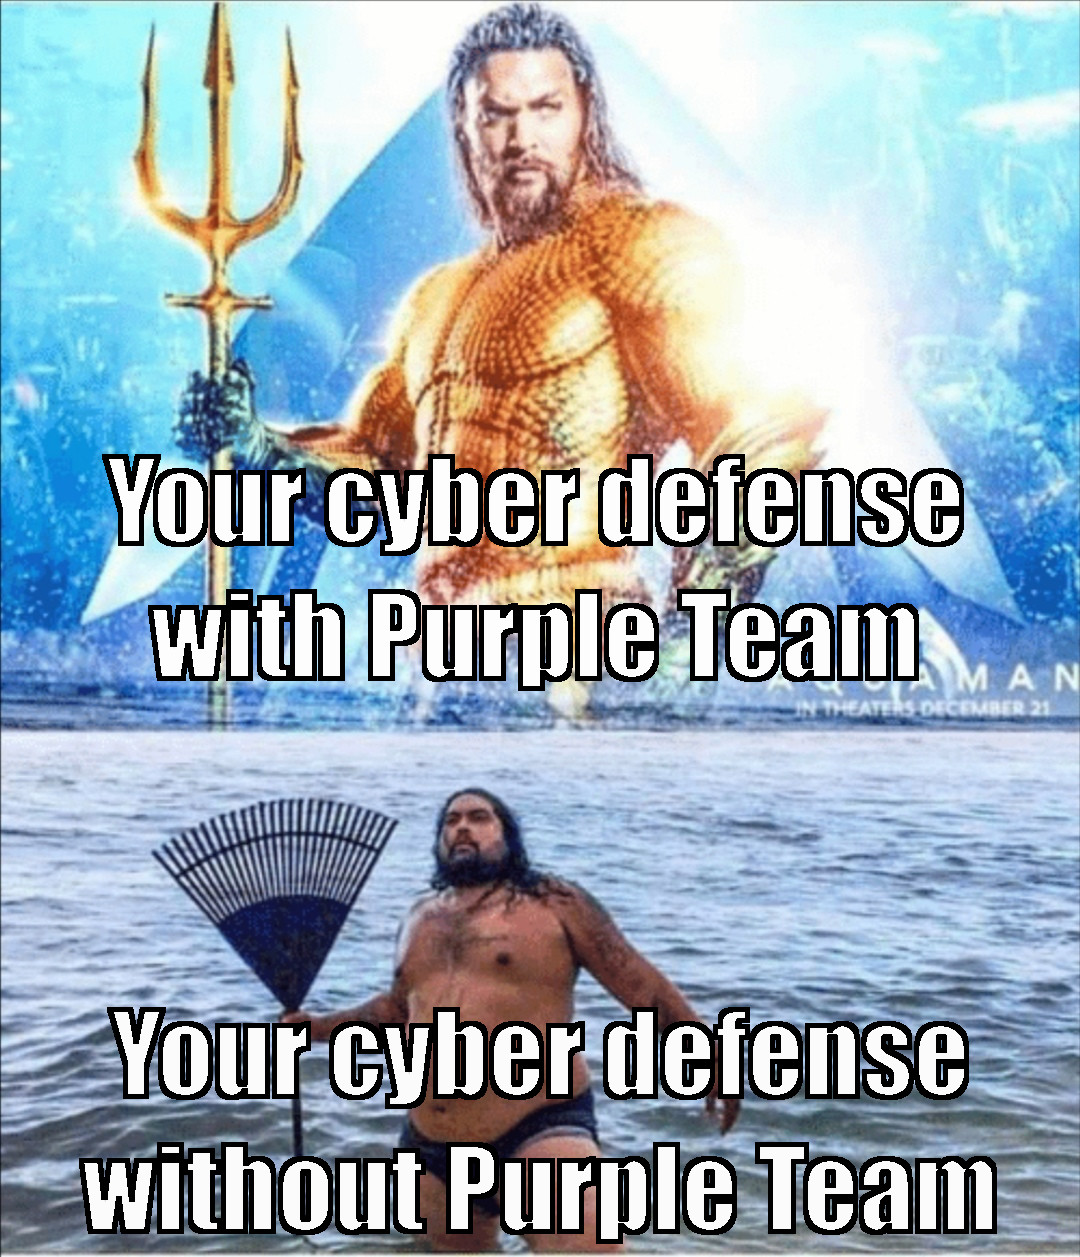 Your cyber defense
with Purple Team
AQUAMAN
IN THEATERS DECEMBER 21
Your cyber defense
without Purple Team